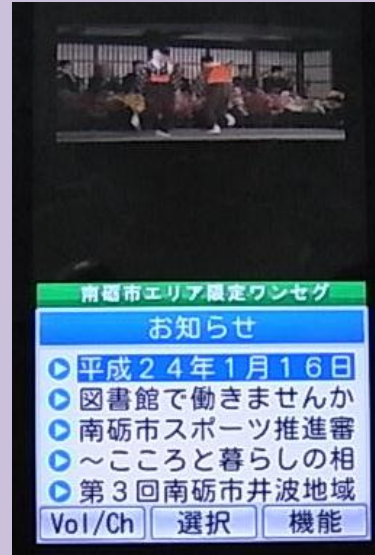 南砺市エリア限定ワンセグ
お知らせ
平成24年1月16日
図書館で働きませんか
南砺市スポーツ推進審
~こころと暮らしの相
第3回南砺市井波地域
Vol/Ch 選択 機能